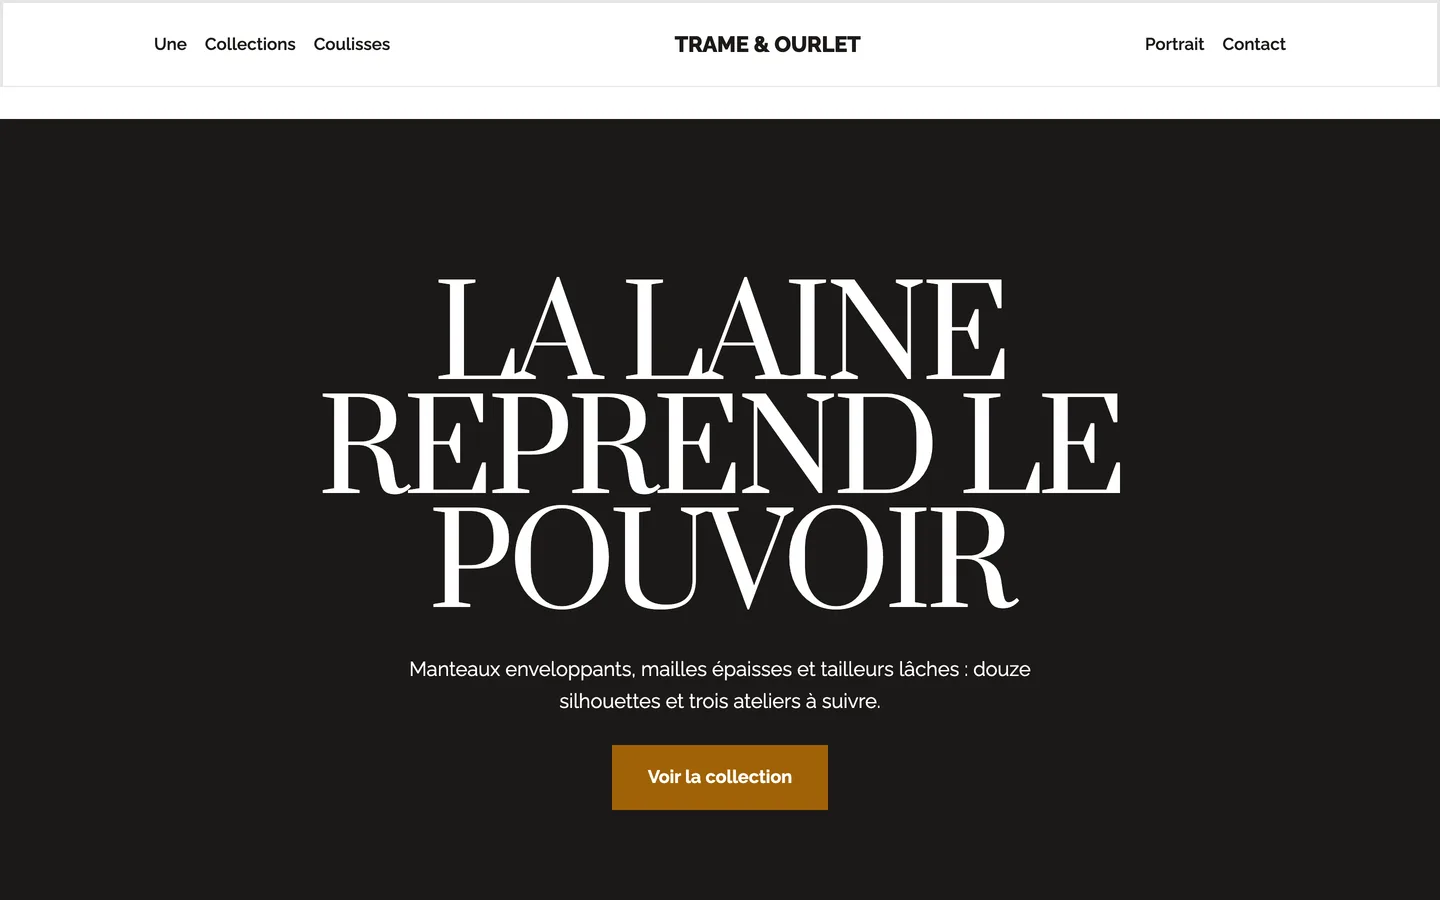 Une Collections Coulisses TRAME & OURLET Portrait Contact
LA LAINE
REPREND LE
POUVOIR
Manteaux enveloppants, mailles épaisses et tailleurs lâches : douze
silhouettes et trois ateliers à suivre.
Voir la collection